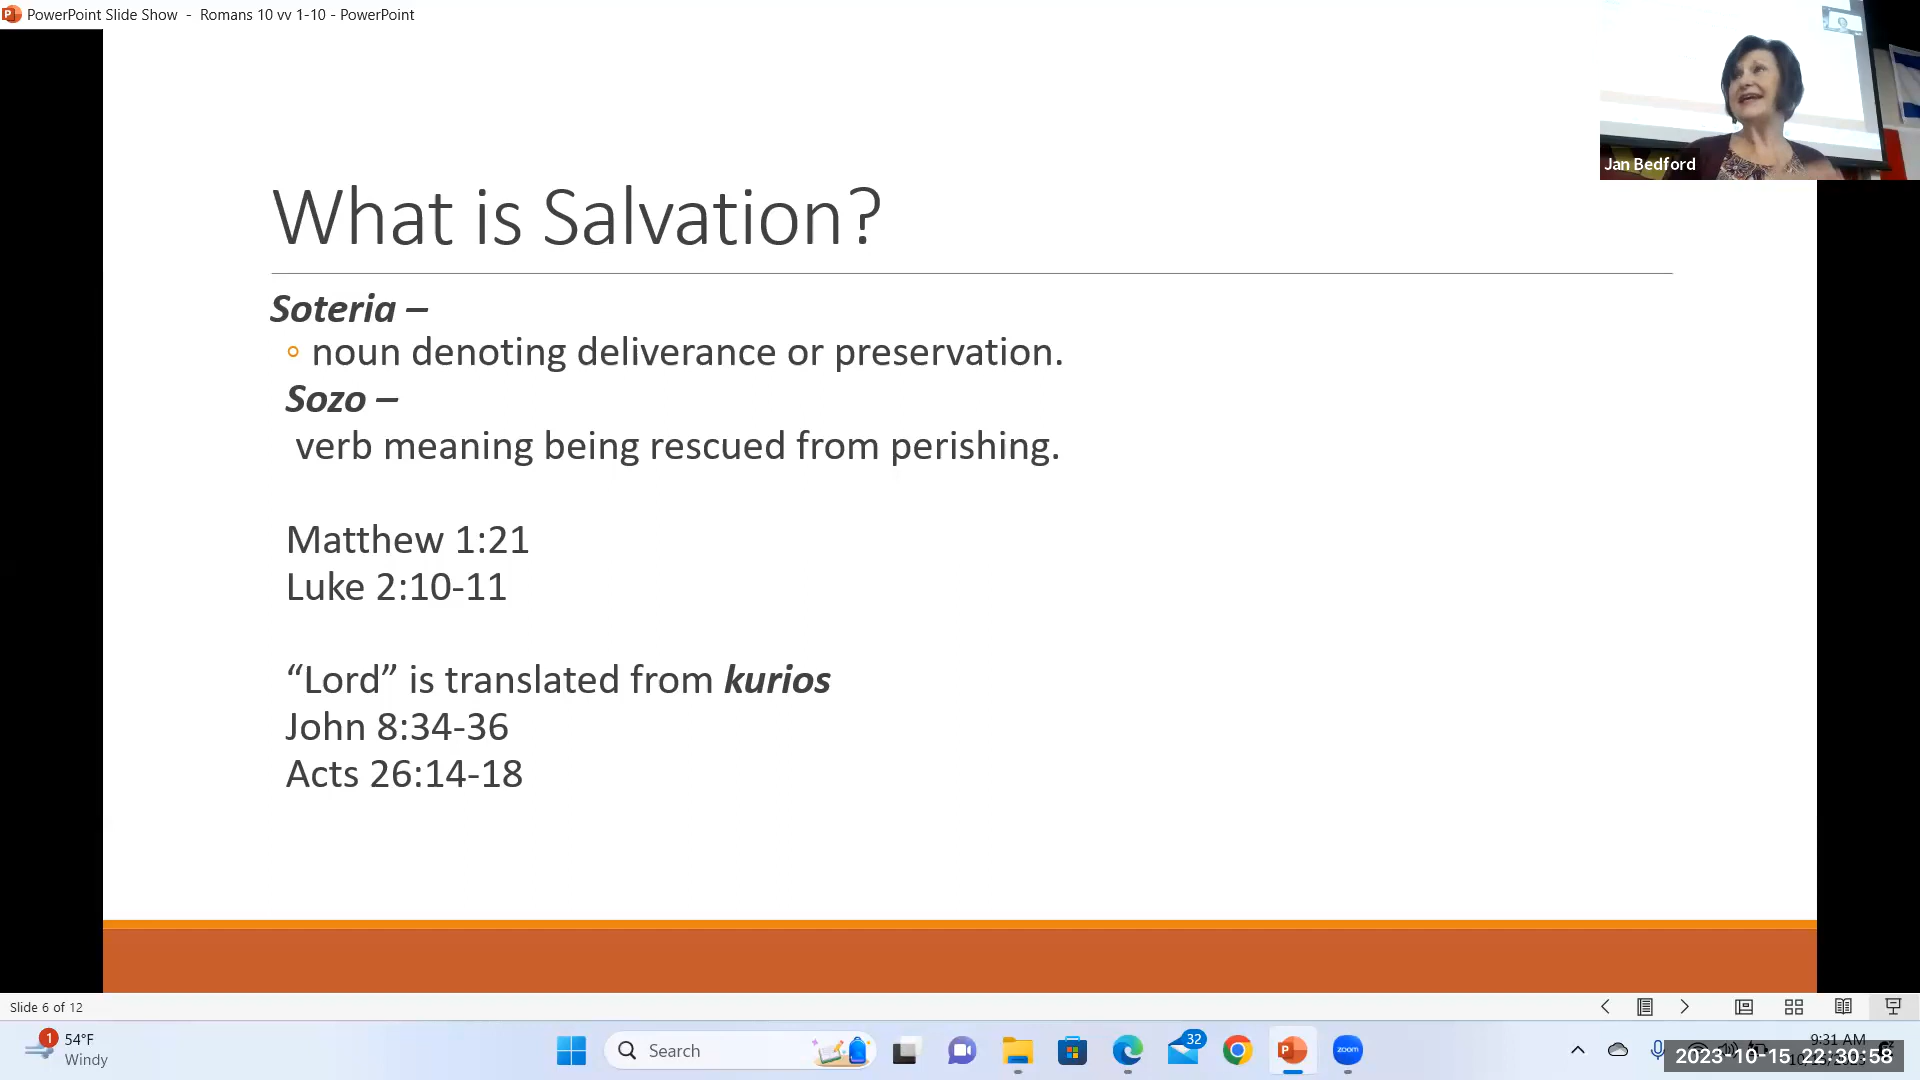 PowerPoint Slide Show - Romans 10 vv 1-10 - PowerPoint
Jan Bedford
What is Salvation?
Soteria –
noun denoting deliverance or preservation.
Sozo –
verb meaning being rescued from perishing.
Matthew 1:21
Luke 2:10-11
“Lord” is translated from kurios
John 8:34-36
Acts 26:14-18
Slide 6 of 12
1
54°F
Windy
Search
32
zoom
9:31 AM
2023-10-15 22:30:58